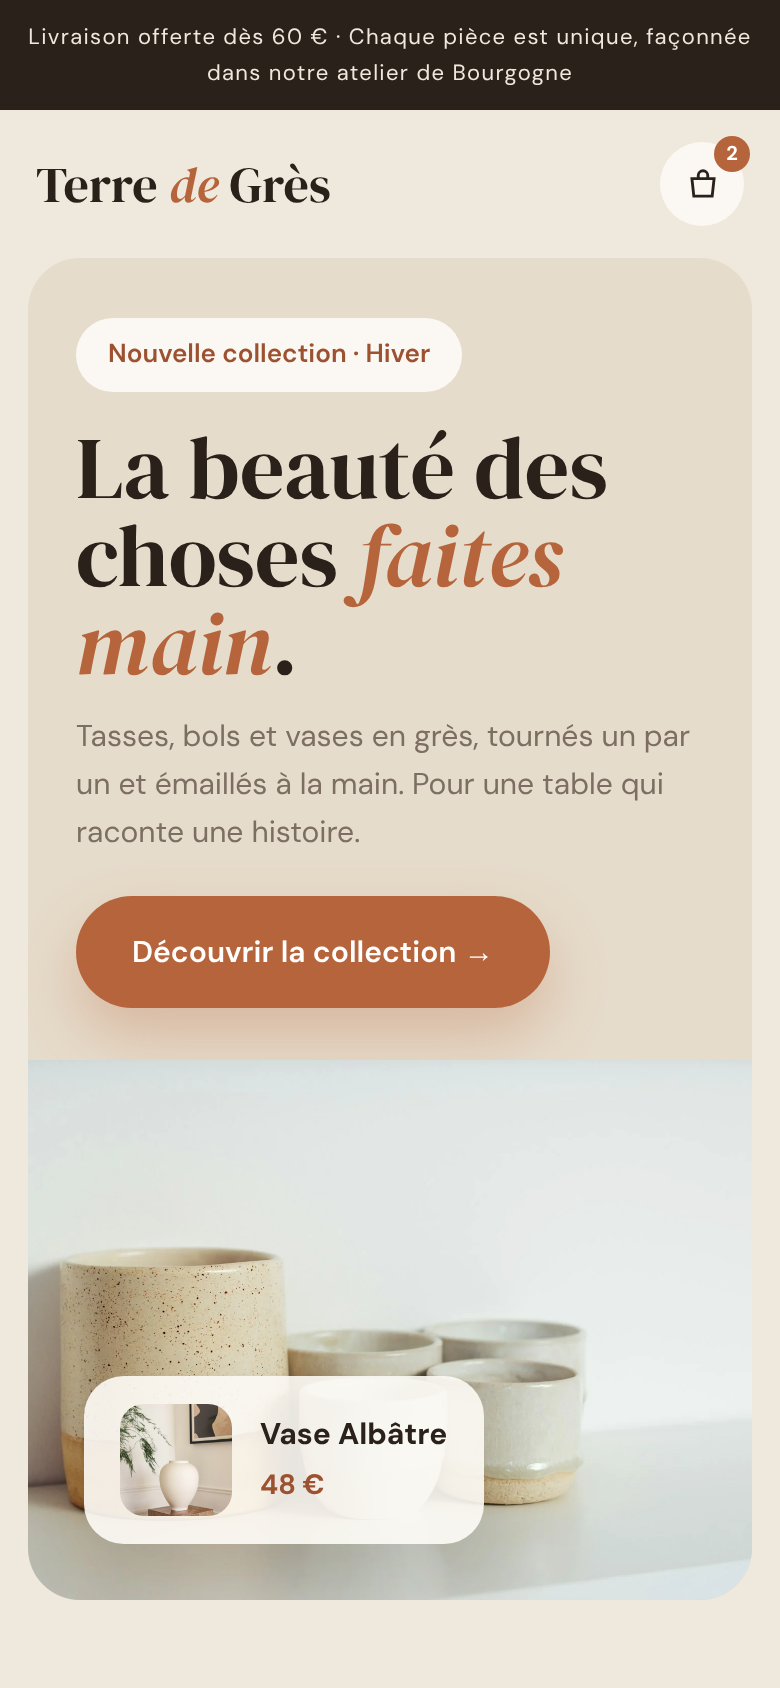 Livraison offerte dès 60 € · Chaque pièce est unique, façonnée
dans notre atelier de Bourgogne
Terre de Grès
2
Nouvelle collection · Hiver
La beauté des
choses faites
main.
Tasses, bols et vases en grès, tournés un par
un et émaillés à la main. Pour une table qui
raconte une histoire.
Découvrir la collection →
Vase Albâtre
48 €